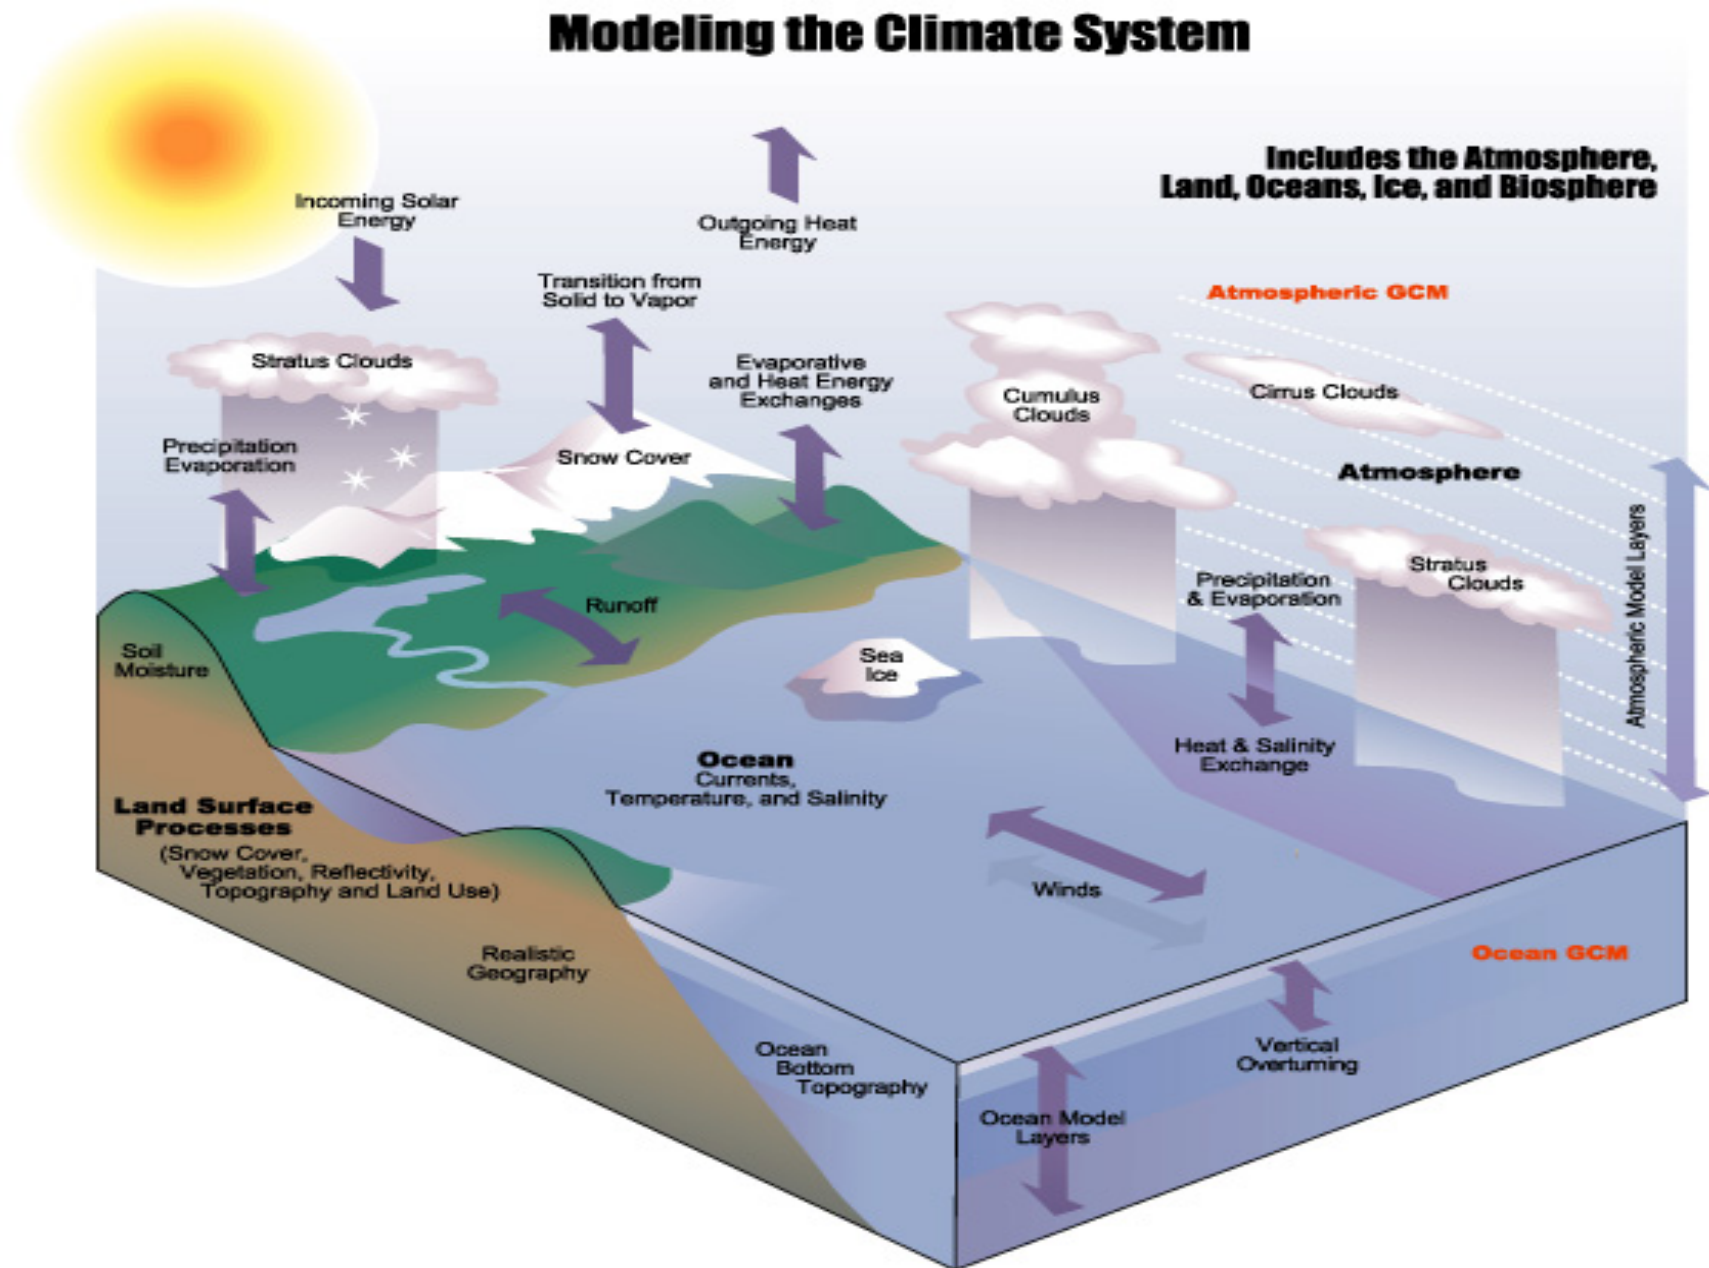 Modeling the Climate System
Includes the Atmosphere,
Land, Oceans, Ice, and Biosphere
Incoming Solar
Energy
Outgoing Heat
Energy
Transition from
Solid to Vapor
Atmospheric GCM
Stratus Clouds
Evaporative
and Heat Energy
Exchanges
Cumulus
Clouds
Cirrus Clouds
Precipitation
Evaporation
Snow Cover
Atmosphere
Stratus
Clouds
Atmospheric Model Layers
Precipitation
& Evaporation
Runoff
Soil
Moisture
Sea
Ice
Heat & Salinity
Exchange
Ocean
Currents,
Temperature, and Salinity
Land Surface
Processes
(Snow Cover,
Vegetation, Reflectivity,
Topography and Land Use)
Winds
Realistic
Geography
Ocean GCM
Ocean
Bottom
Topography
Vertical
Overturning
Ocean Model
Layers